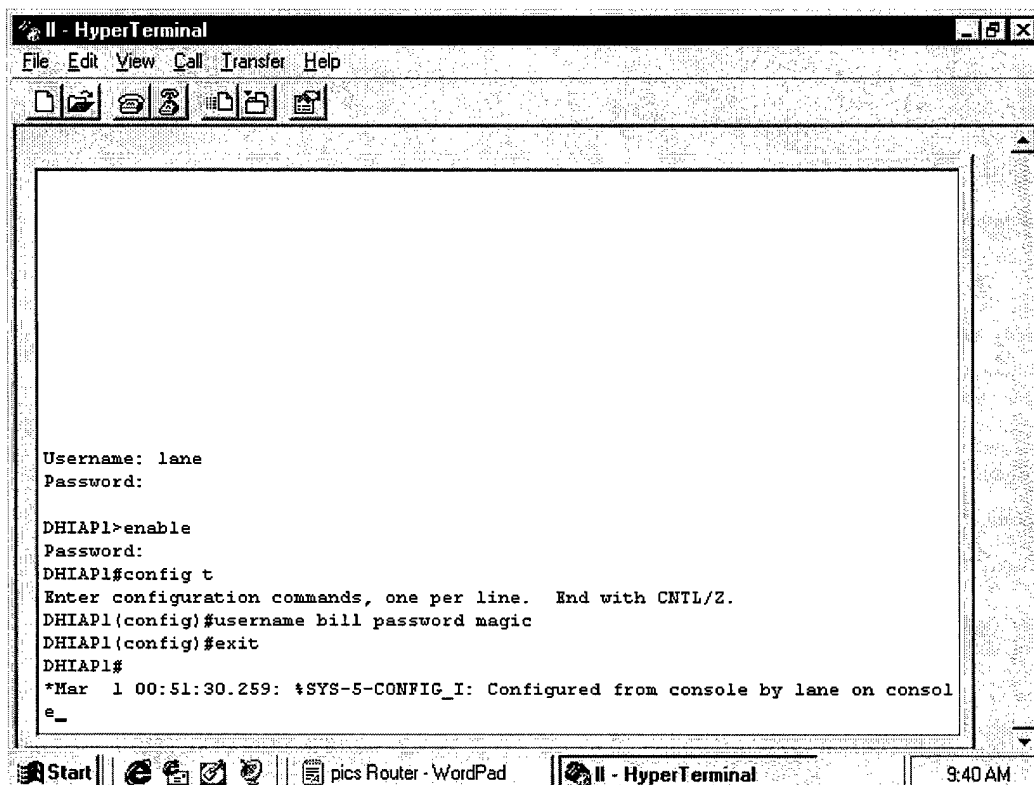 II - HyperTerminal
File Edit View Call Transfer Help
Username: lane
Password:
DHIAP1>enable
Password:
DHIAP1#config t
Enter configuration commands, one per line. End with CNTL/Z.
DHIAP1(config)#username bill password magic
DHIAP1(config)#exit
DHIAP1#
*Mar 1 00:51:30.259: %SYS-5-CONFIG_I: Configured from console by lane on consol
e_
Start pics Router - WordPad II - HyperTerminal 9:40 AM